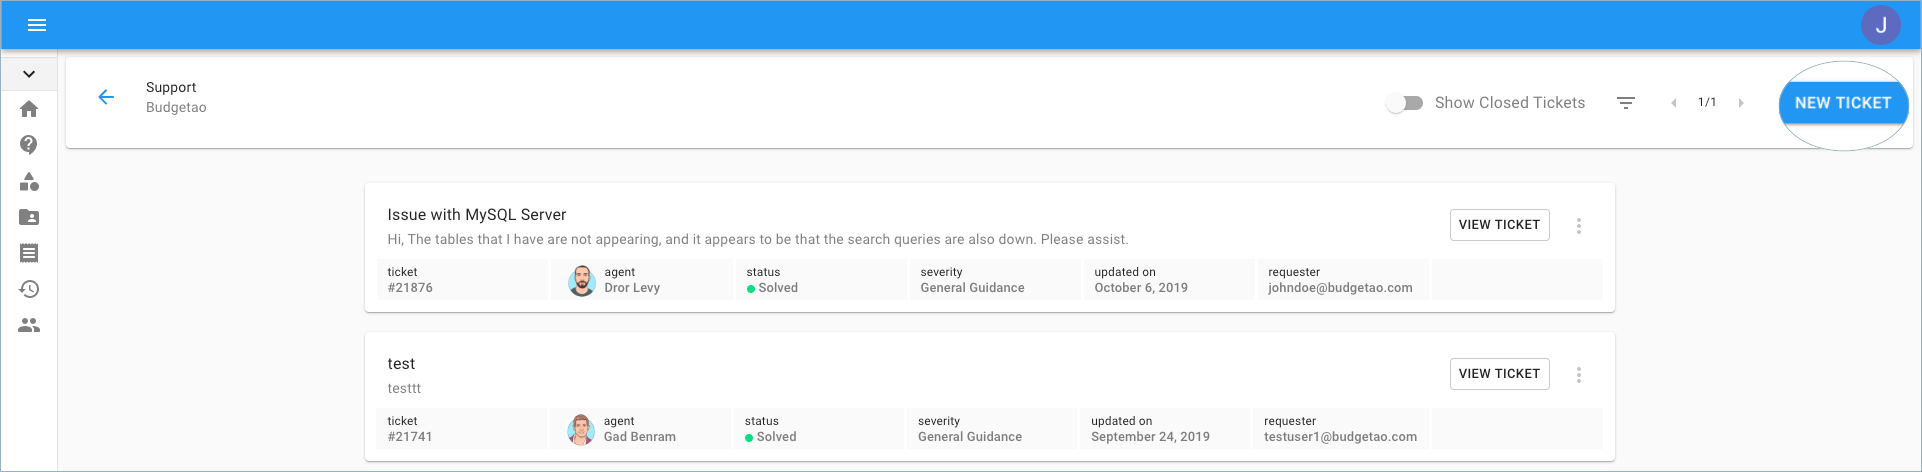 J
Support
Budgetao
Show Closed Tickets
1/1
NEW TICKET
Issue with MySQL Server
Hi, The tables that I have are not appearing, and it appears to be that the search queries are also down. Please assist.
VIEW TICKET
ticket agent status severity updated on requester
#21876 Dror Levy Solved General Guidance October 6, 2019 johndoe@budgetao.com
test
testtt
VIEW TICKET
ticket agent status severity updated on requester
#21741 Gad Benram Solved General Guidance September 24, 2019 testuser1@budgetao.com